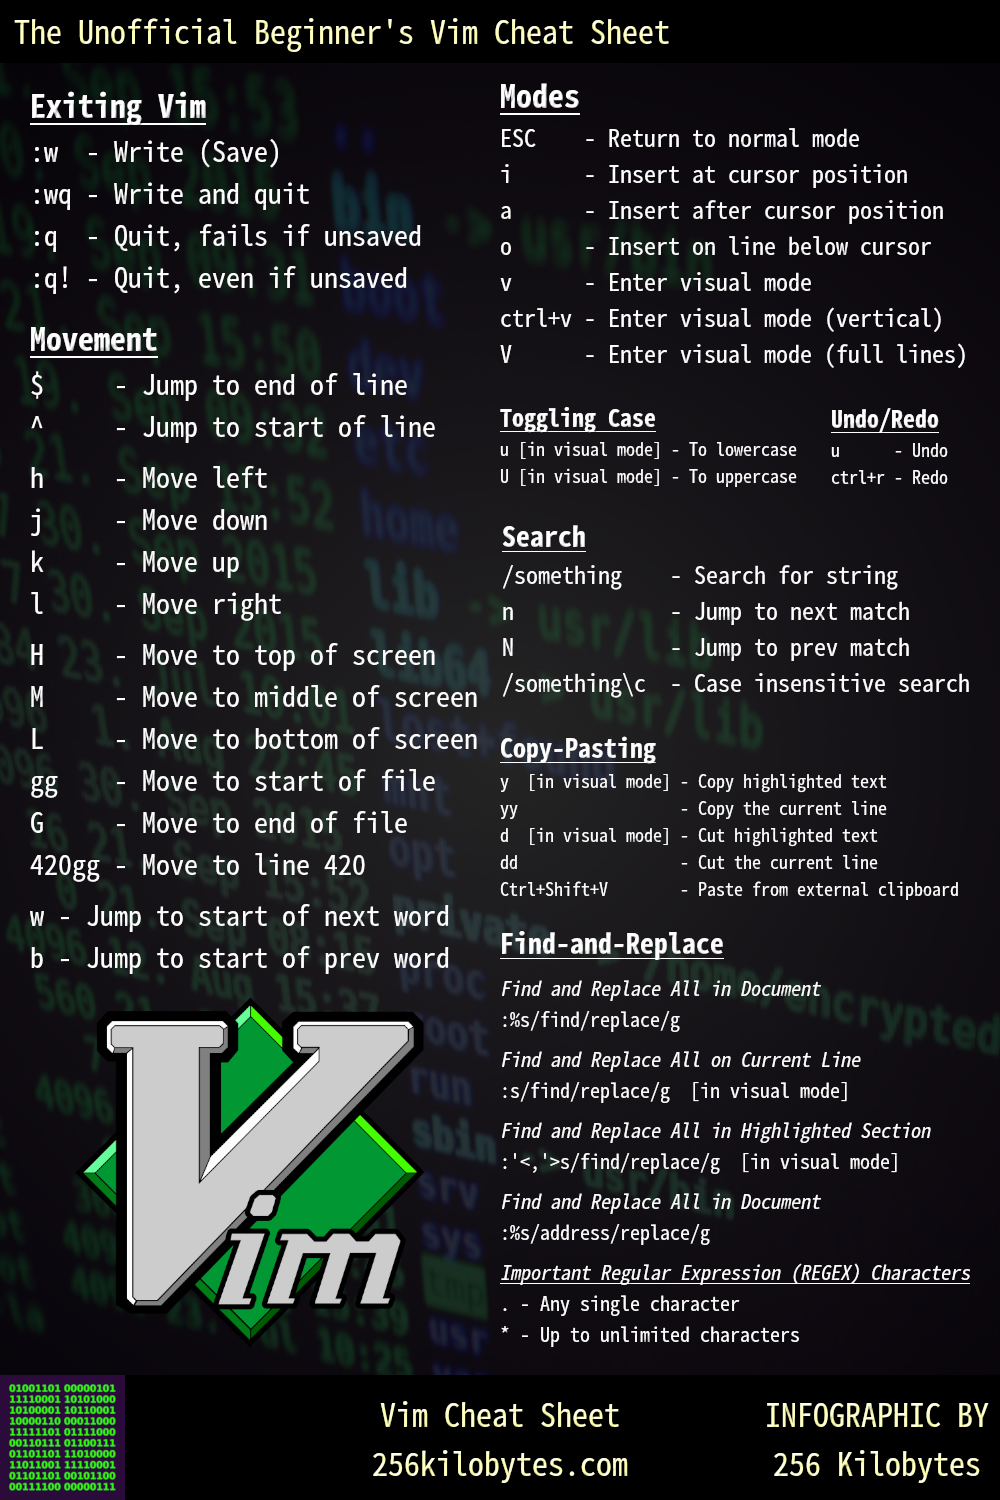 The Unofficial Beginner's Vim Cheat Sheet
Exiting Vim
:w - Write (Save)
:wq - Write and quit
:q - Quit, fails if unsaved
:q! - Quit, even if unsaved
Movement
$ - Jump to end of line
^ - Jump to start of line
h - Move left
j - Move down
k - Move up
l - Move right
H - Move to top of screen
M - Move to middle of screen
L - Move to bottom of screen
gg - Move to start of file
G - Move to end of file
420gg - Move to line 420
w - Jump to start of next word
b - Jump to start of prev word
Vim
Modes
ESC - Return to normal mode
i - Insert at cursor position
a - Insert after cursor position
o - Insert on line below cursor
v - Enter visual mode
ctrl+v - Enter visual mode (vertical)
V - Enter visual mode (full lines)
Toggling Case
u [in visual mode] - To lowercase
U [in visual mode] - To uppercase
Undo/Redo
u - Undo
ctrl+r - Redo
Search
/something - Search for string
n - Jump to next match
N - Jump to prev match
/something\c - Case insensitive search
Copy-Pasting
y [in visual mode] - Copy highlighted text
yy - Copy the current line
d [in visual mode] - Cut highlighted text
dd - Cut the current line
Ctrl+Shift+V - Paste from external clipboard
Find-and-Replace
Find and Replace All in Document
:%s/find/replace/g
Find and Replace All on Current Line
:s/find/replace/g [in visual mode]
Find and Replace All in Highlighted Section
:'<,'>s/find/replace/g [in visual mode]
Find and Replace All in Document
:%s/address/replace/g
Important Regular Expression (REGEX) Characters
. - Any single character
* - Up to unlimited characters
01001101 00000101
11110001 10101000
10100001 10110001
10000110 00011000
11111101 01111000
00110111 01100111
01101101 11010000
11011001 11110001
01101101 00101100
00111100 00000111
Vim Cheat Sheet
256kilobytes.com
INFOGRAPHIC BY
256 Kilobytes